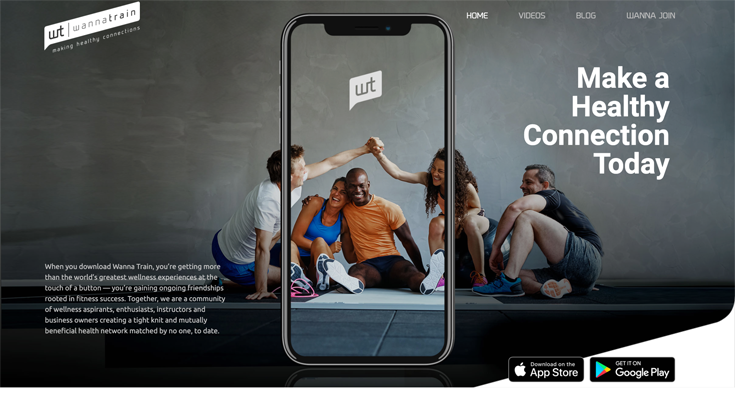 wt | wannatrain
making healthy connections
HOME VIDEOS BLOG WANNA JOIN
wt
Make a
Healthy
Connection
Today
When you download Wanna Train, you're getting more
than the world's greatest wellness experiences at the
touch of a button — you're gaining ongoing friendships
rooted in fitness success. Together, we are a community
of wellness aspirants, enthusiasts, instructors and
business owners creating a tight knit and mutually
beneficial health network matched by no one, to date.
Download on the
App Store
GET IT ON
Google Play